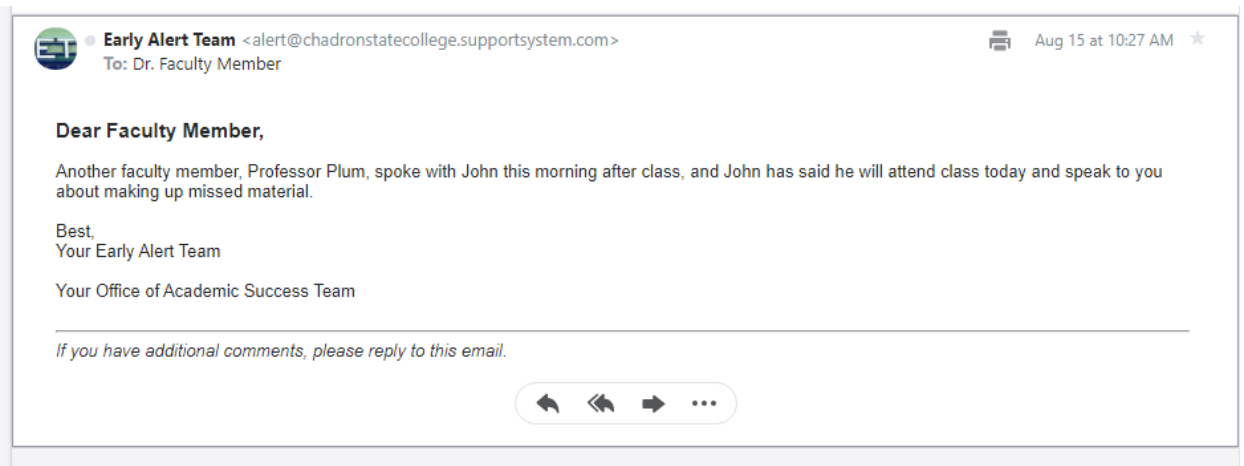 ET
Early Alert Team <alert@chadronstatecollege.supportsystem.com>
Aug 15 at 10:27 AM
To: Dr. Faculty Member
Dear Faculty Member,
Another faculty member, Professor Plum, spoke with John this morning after class, and John has said he will attend class today and speak to you
about making up missed material.
Best,
Your Early Alert Team
Your Office of Academic Success Team
If you have additional comments, please reply to this email.